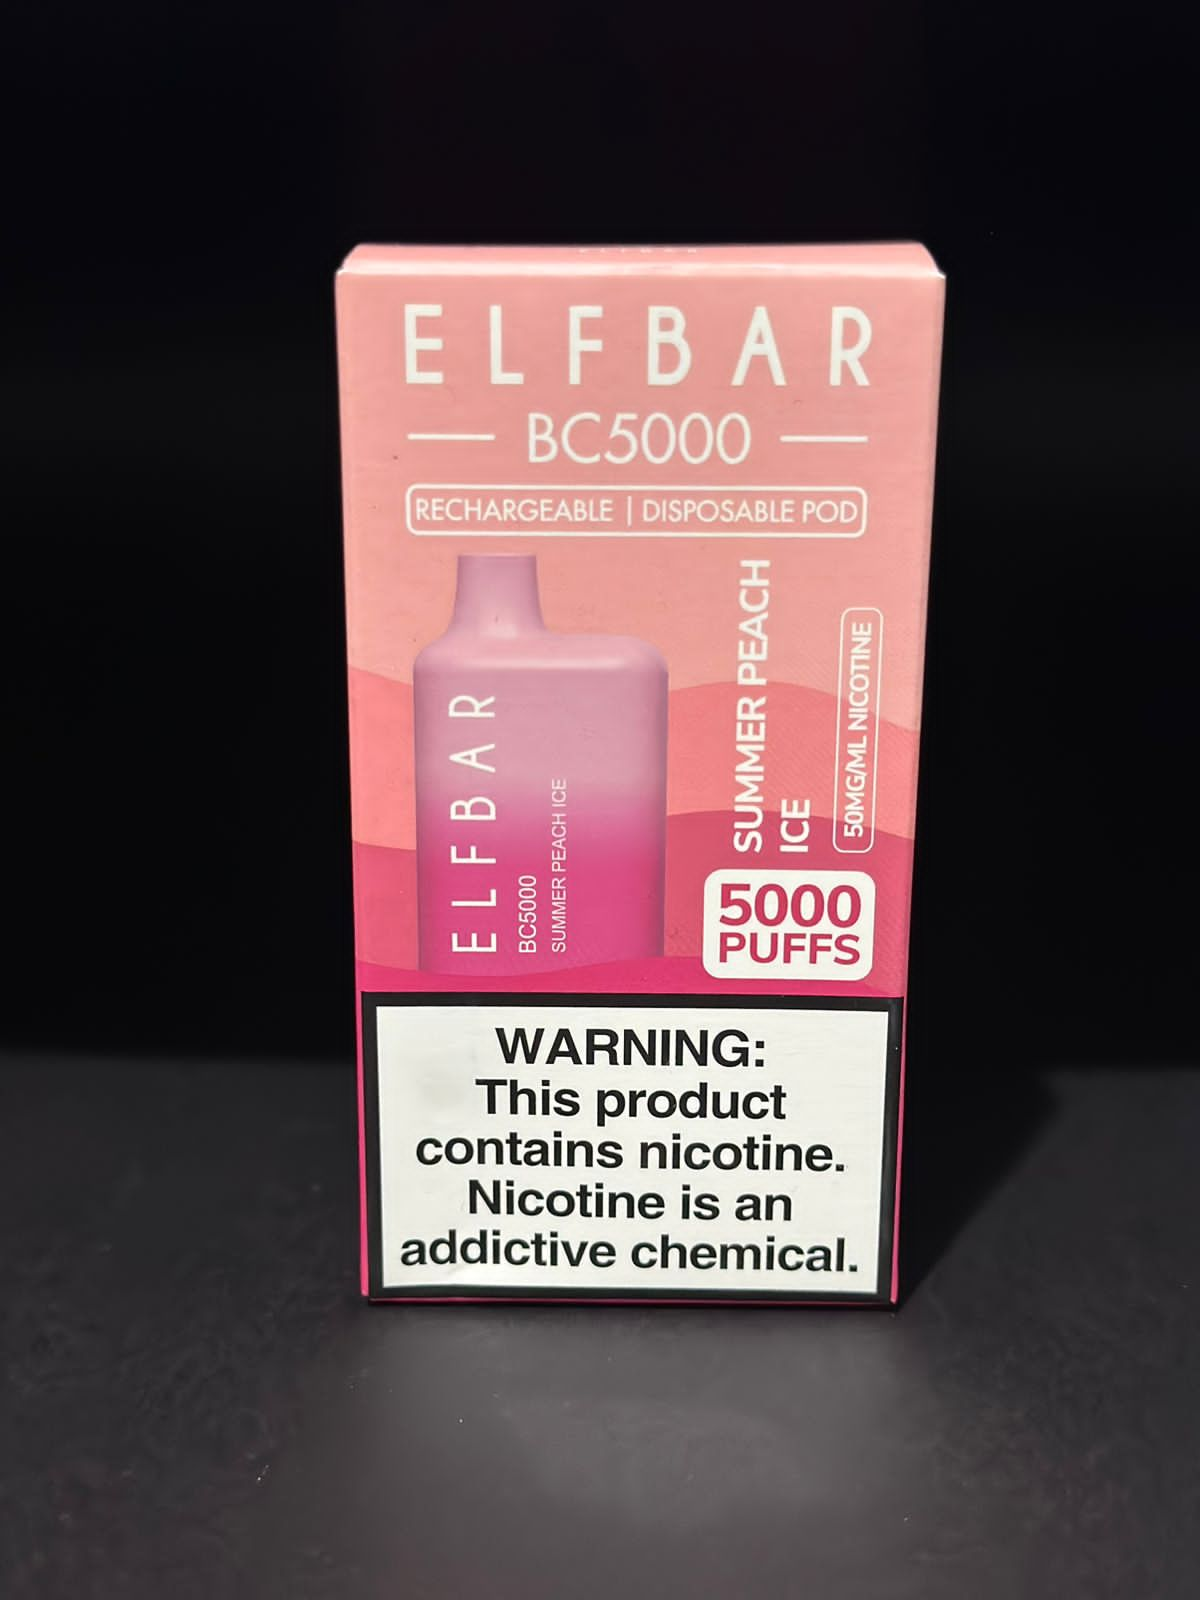 ELFBAR
BC5000
RECHARGEABLE | DISPOSABLE POD
ELFBAR
BC5000
SUMMER PEACH ICE
SUMMER PEACH
ICE
50MG/ML NICOTINE
5000
PUFFS
WARNING:
This product
contains nicotine.
Nicotine is an
addictive chemical.